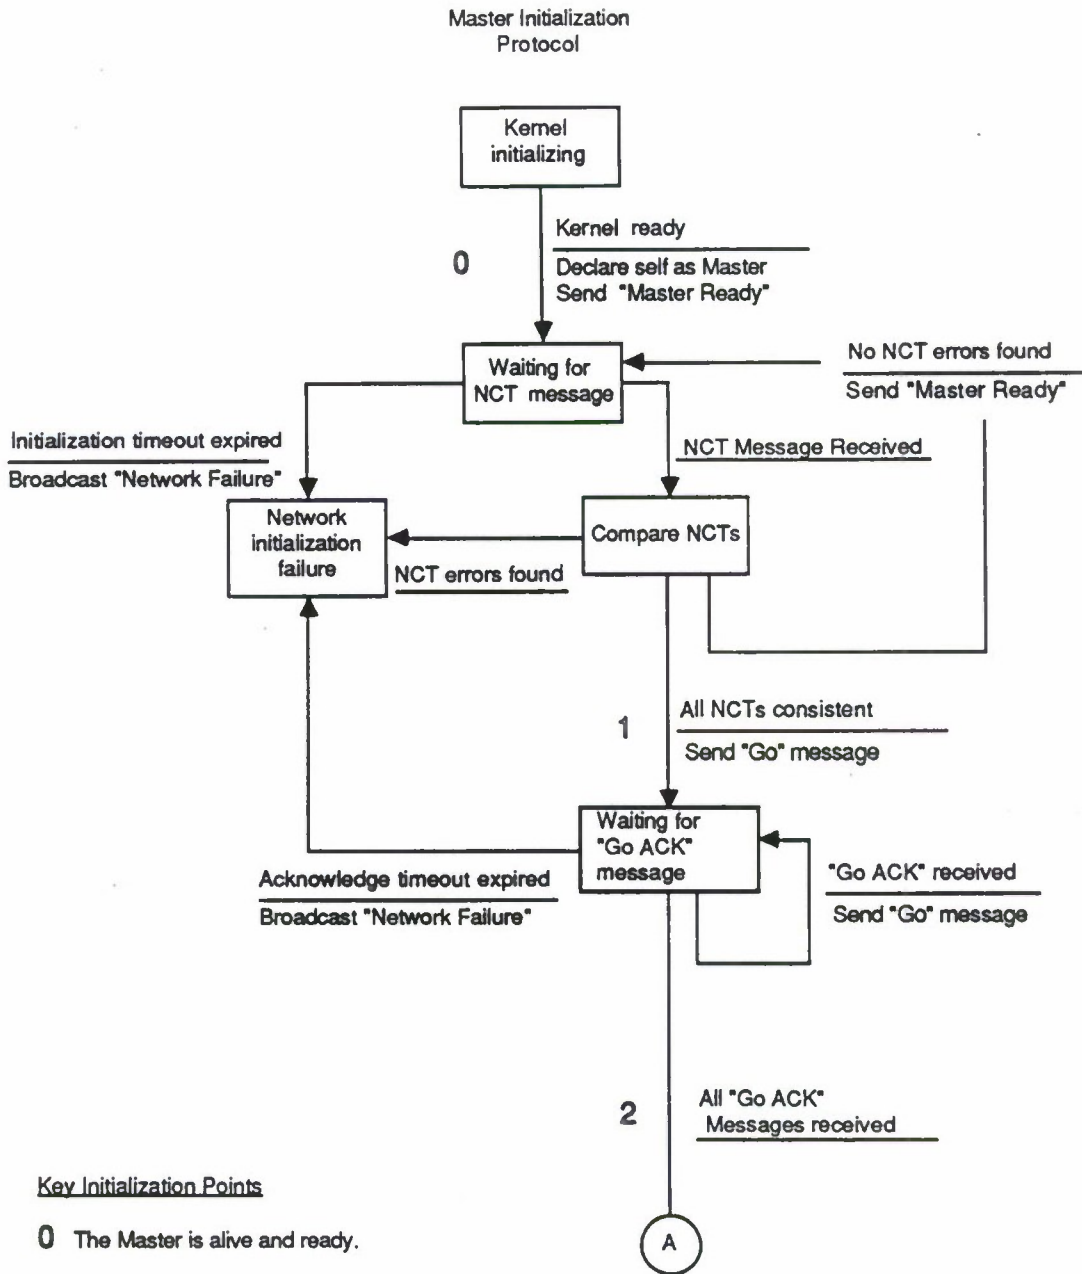 Master Initialization
Protocol
Kernel
initializing
0
Kernel ready
Declare self as Master
Send "Master Ready"
Waiting for
NCT message
No NCT errors found
Send "Master Ready"
Initialization timeout expired
Broadcast "Network Failure"
NCT Message Received
Network
initialization
failure
Compare NCTs
NCT errors found
1
All NCTs consistent
Send "Go" message
Waiting for
"Go ACK"
message
"Go ACK" received
Send "Go" message
Acknowledge timeout expired
Broadcast "Network Failure"
2
All "Go ACK"
Messages received
Key Initialization Points
0 The Master is alive and ready.
A